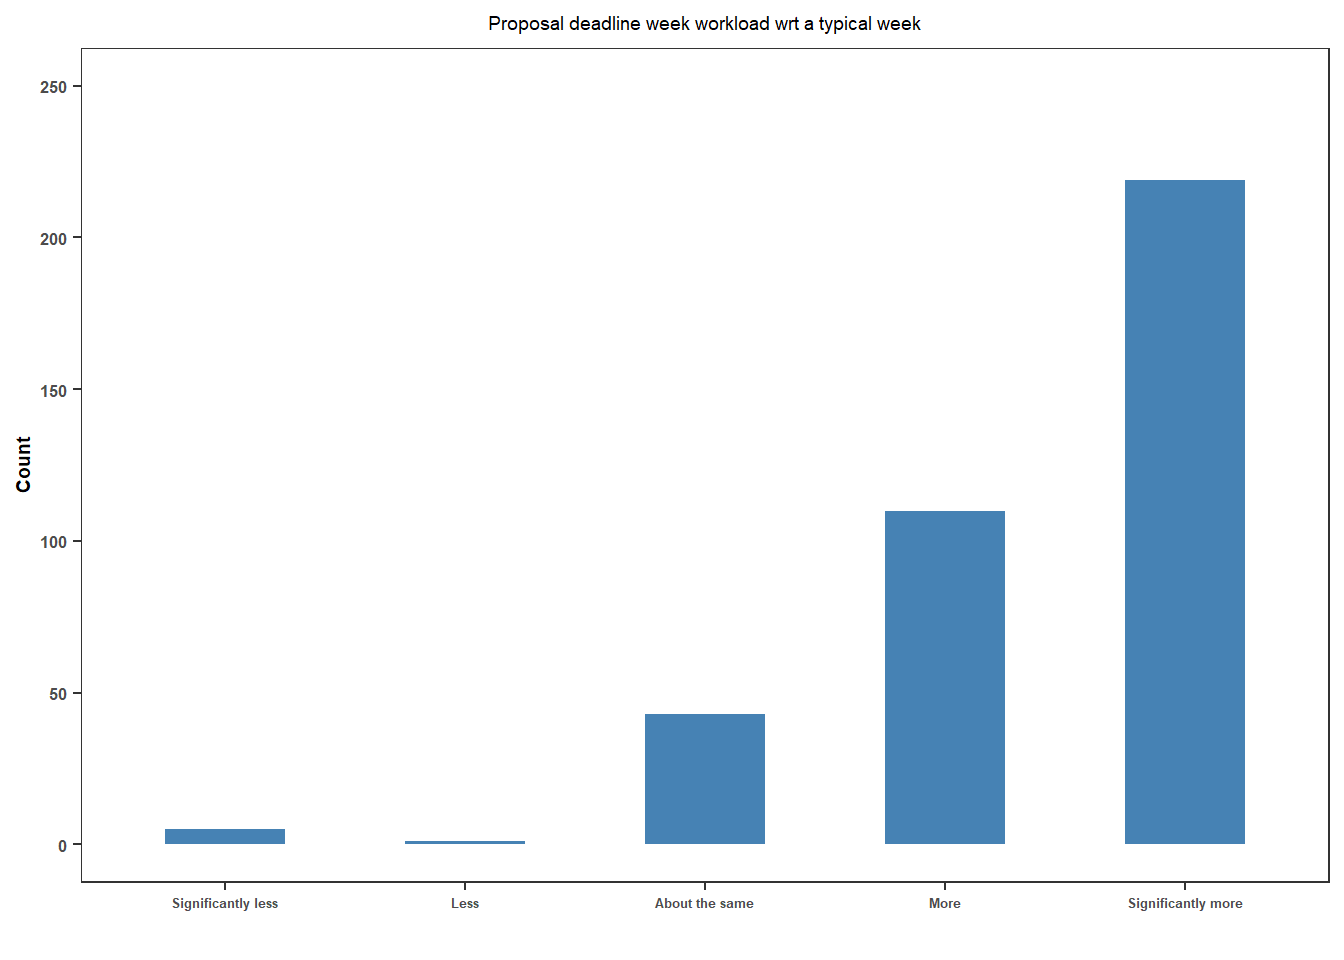 Proposal deadline week workload wrt a typical week
250
200
150
100
50
0
Count
Significantly less
Less
About the same
More
Significantly more